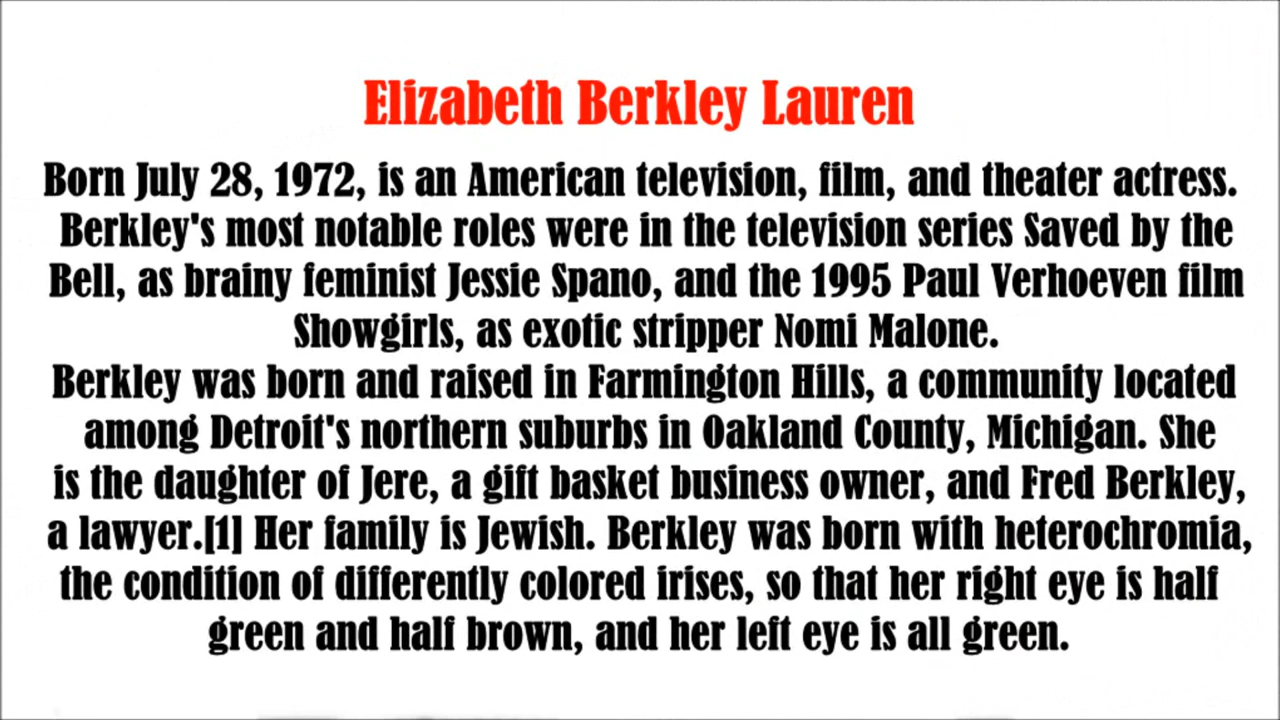 Elizabeth Berkley Lauren
Born July 28, 1972, is an American television, film, and theater actress.
Berkley's most notable roles were in the television series Saved by the
Bell, as brainy feminist Jessie Spano, and the 1995 Paul Verhoeven film
Showgirls, as exotic stripper Nomi Malone.
Berkley was born and raised in Farmington Hills, a community located
among Detroit's northern suburbs in Oakland County, Michigan. She
is the daughter of Jere, a gift basket business owner, and Fred Berkley,
a lawyer.[1] Her family is Jewish. Berkley was born with heterochromia,
the condition of differently colored irises, so that her right eye is half
green and half brown, and her left eye is all green.